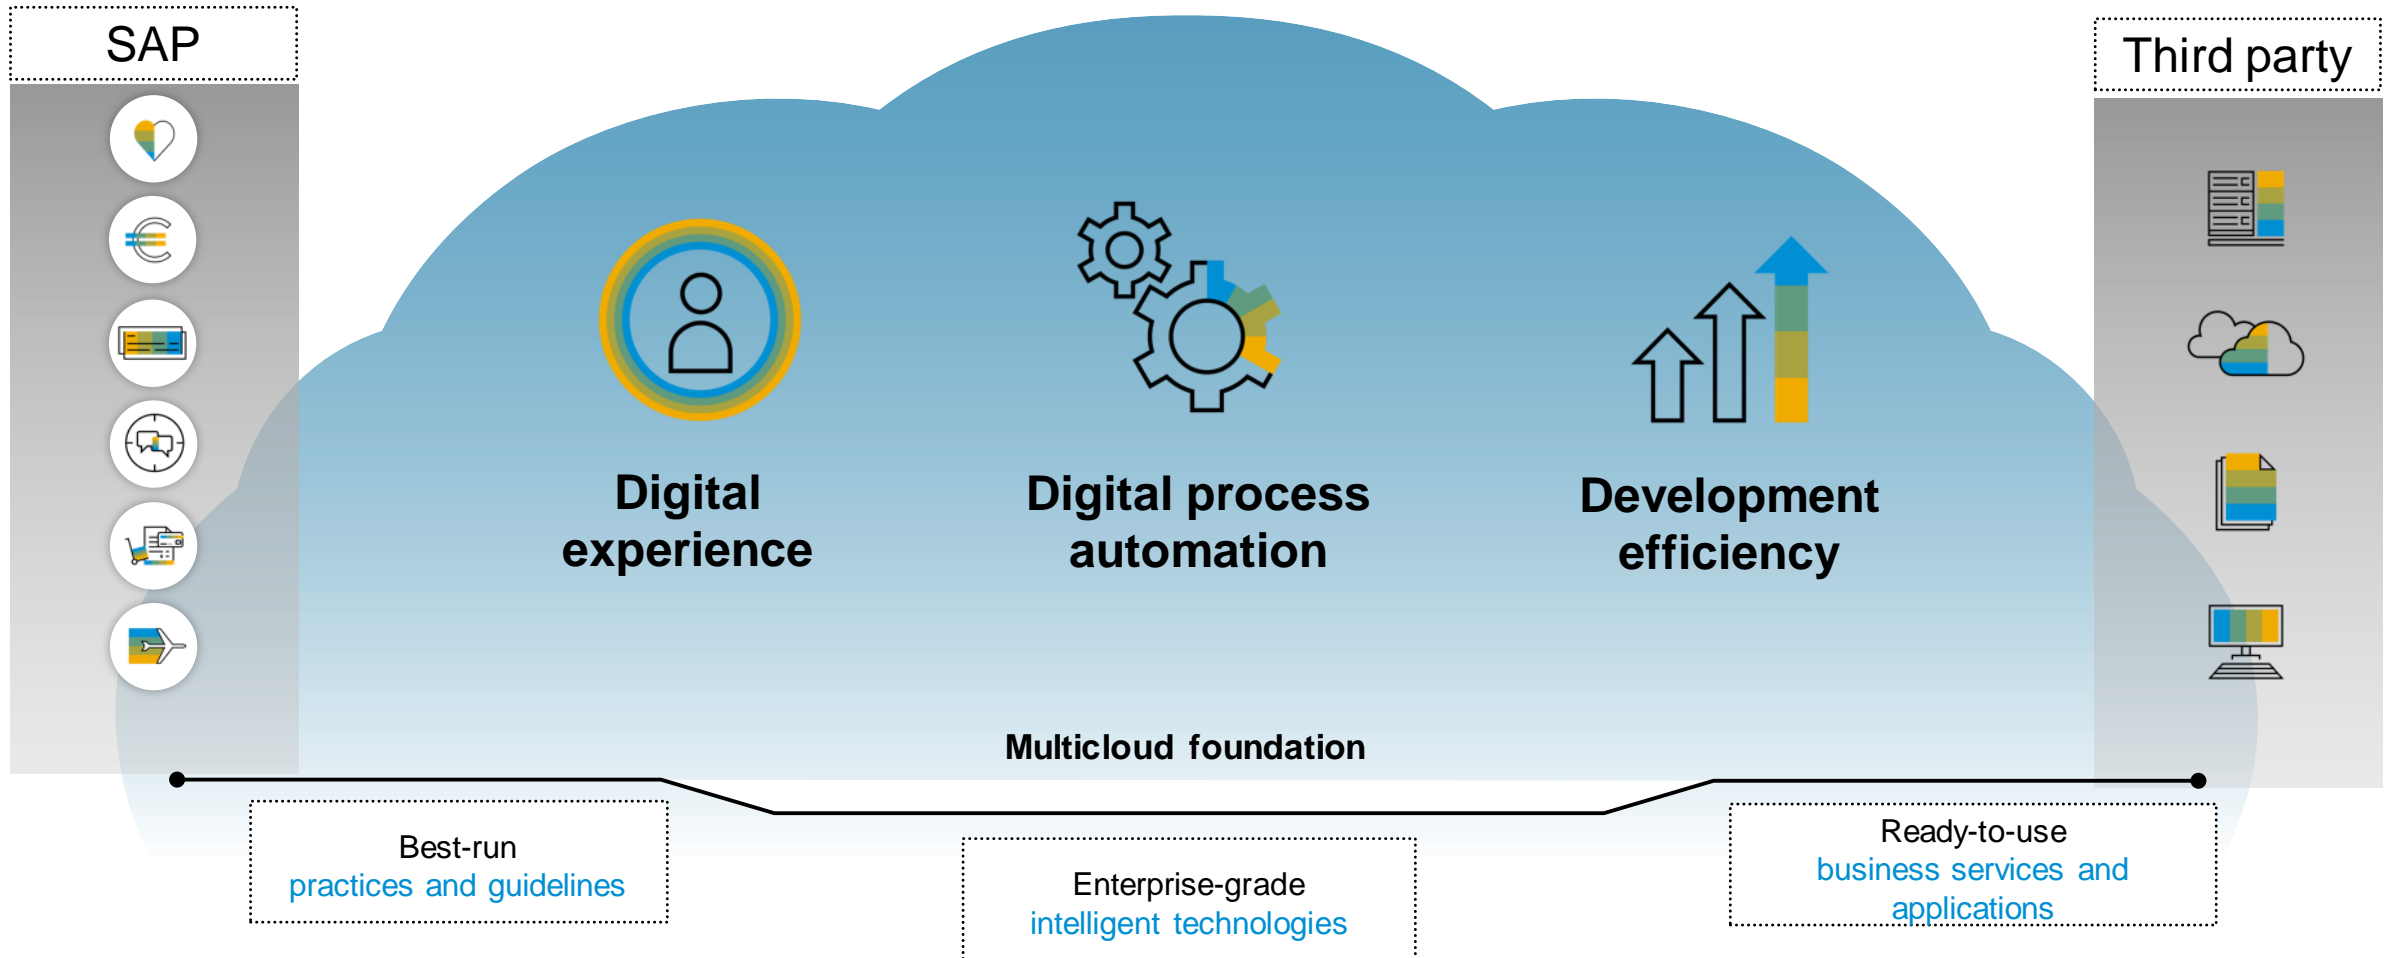 SAP
Third party
Digital
experience
Digital process
automation
Development
efficiency
Multicloud foundation
Best-run
practices and guidelines
Enterprise-grade
intelligent technologies
Ready-to-use
business services and
applications